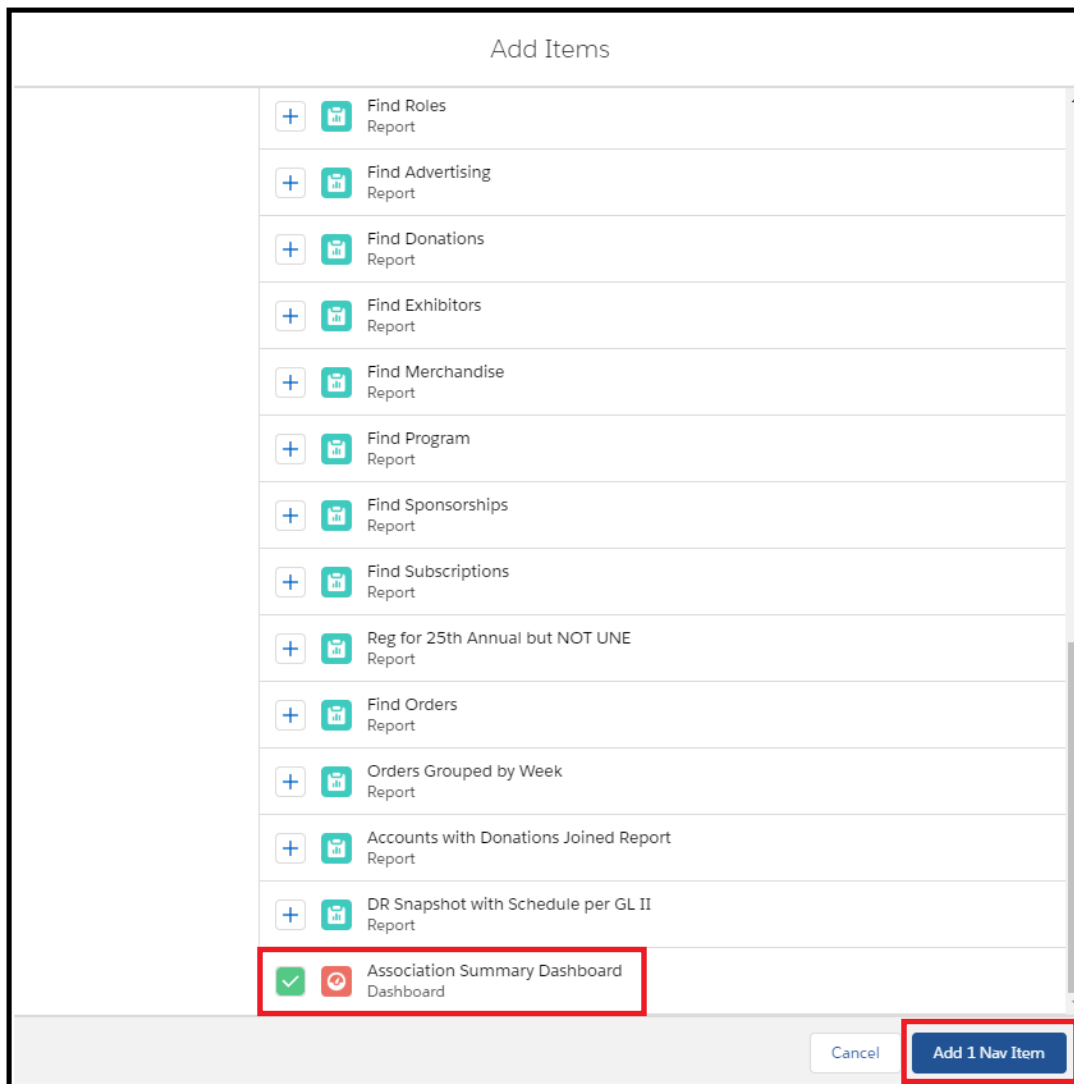 Add Items
Find Roles
Report
Find Advertising
Report
Find Donations
Report
Find Exhibitors
Report
Find Merchandise
Report
Find Program
Report
Find Sponsorships
Report
Find Subscriptions
Report
Reg for 25th Annual but NOT UNE
Report
Find Orders
Report
Orders Grouped by Week
Report
Accounts with Donations Joined Report
Report
DR Snapshot with Schedule per GL II
Report
Association Summary Dashboard
Dashboard
Cancel
Add 1 Nav Item